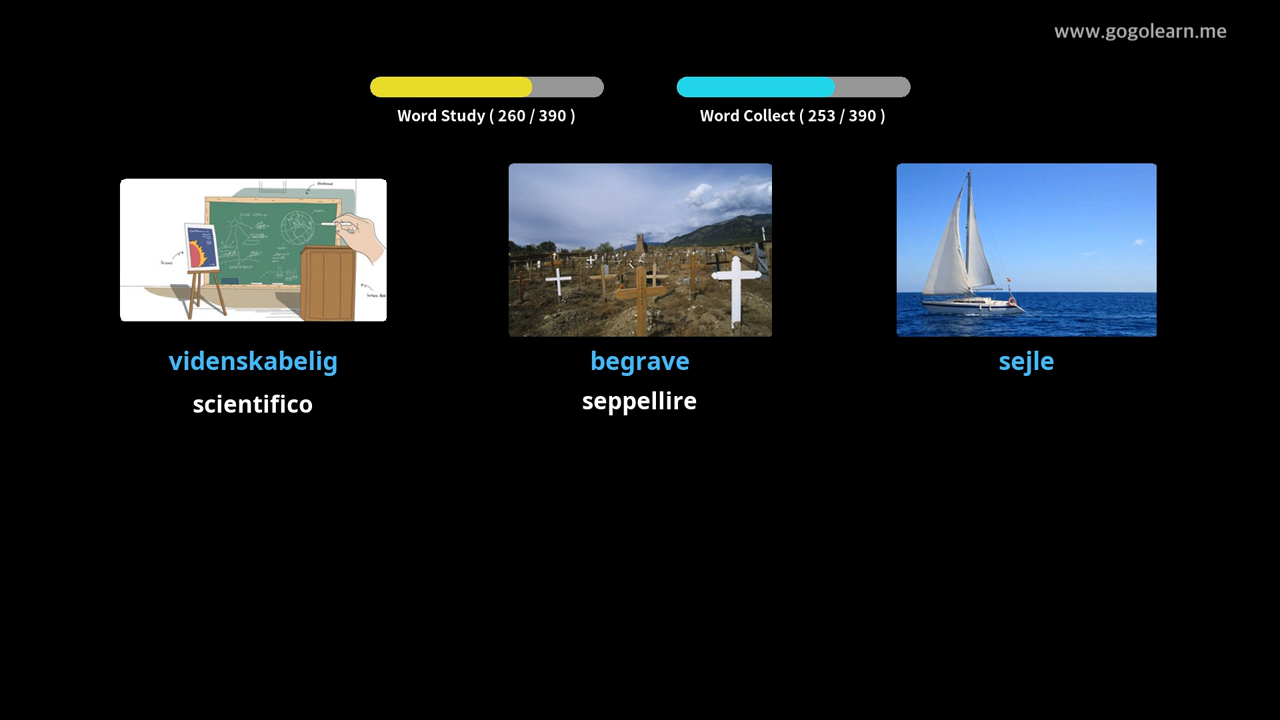 www.gogolearn.me
Word Study ( 260 / 390 )
Word Collect ( 253 / 390 )
videnskabelig
begrave
sejle
scientifico
seppellire